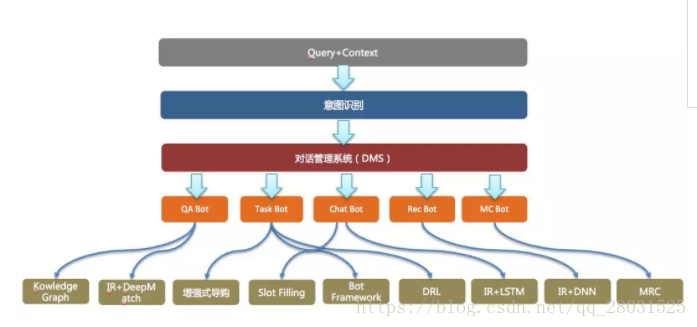 Query+Context
意图识别
对话管理系统（DMS）
QA Bot
Task Bot
Chat Bot
Rec Bot
MC Bot
Kowledge
Graph
IR+DeepM
atch
增强式导购
Slot Filling
Bot
Framework
DRL
IR+LSTM
IR+DNN
MRC
https://blog.csdn.net/qq_28031525